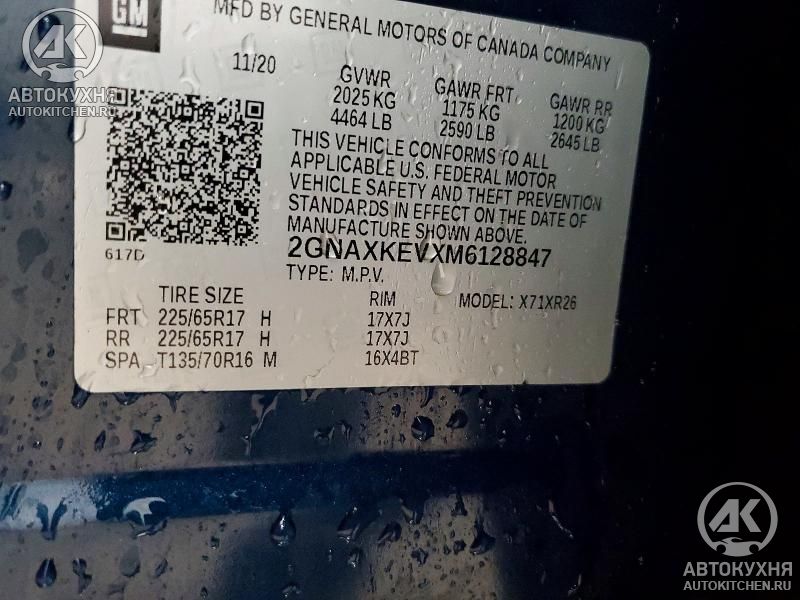 GM
MFD BY GENERAL MOTORS OF CANADA COMPANY
11/20
GVWR
2025 KG
4464 LB
GAWR FRT
1175 KG
2590 LB
GAWR RR
1200 KG
2645 LB
THIS VEHICLE CONFORMS TO ALL
APPLICABLE U.S. FEDERAL MOTOR
VEHICLE SAFETY AND THEFT PREVENTION
STANDARDS IN EFFECT ON THE DATE OF
MANUFACTURE SHOWN ABOVE.
617D
2GNAXKEVXM6128847
TYPE: M.P.V.
TIRE SIZE RIM MODEL: X71XR26
FRT 225/65R17 H 17X7J
RR 225/65R17 H 17X7J
SPA T135/70R16 M 16X4BT
АК
АВТОКУХНЯ
AUTOKITCHEN.RU
АК
АВТОКУХНЯ
AUTOKITCHEN.RU